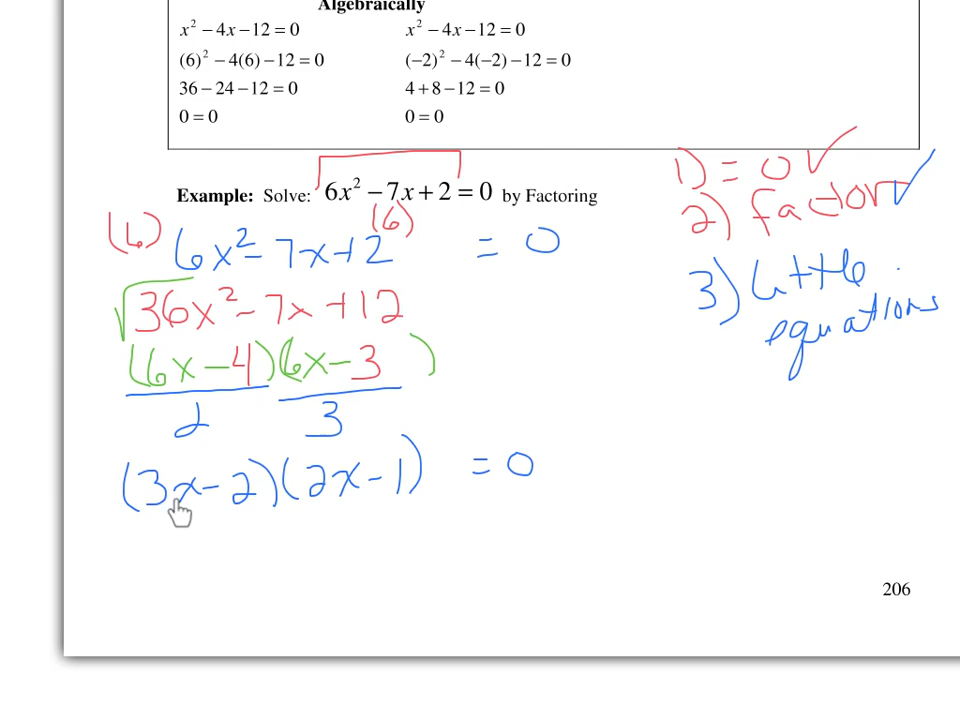 Algebraically
x² − 4x − 12 = 0 x² − 4x − 12 = 0
(6)² − 4(6) − 12 = 0 (−2)² − 4(−2) − 12 = 0
36 − 24 − 12 = 0 4 + 8 − 12 = 0
0 = 0 0 = 0
Example: Solve: 6x² − 7x + 2 = 0 by Factoring
(6) (6)
6x² − 7x + 2 = 0
36x² − 7x + 12
(6x − 4)(6x − 3)
2 3
(3x − 2)(2x − 1) = 0
1) = 0 ✓
2) factor ✓
3) Little
equations
206